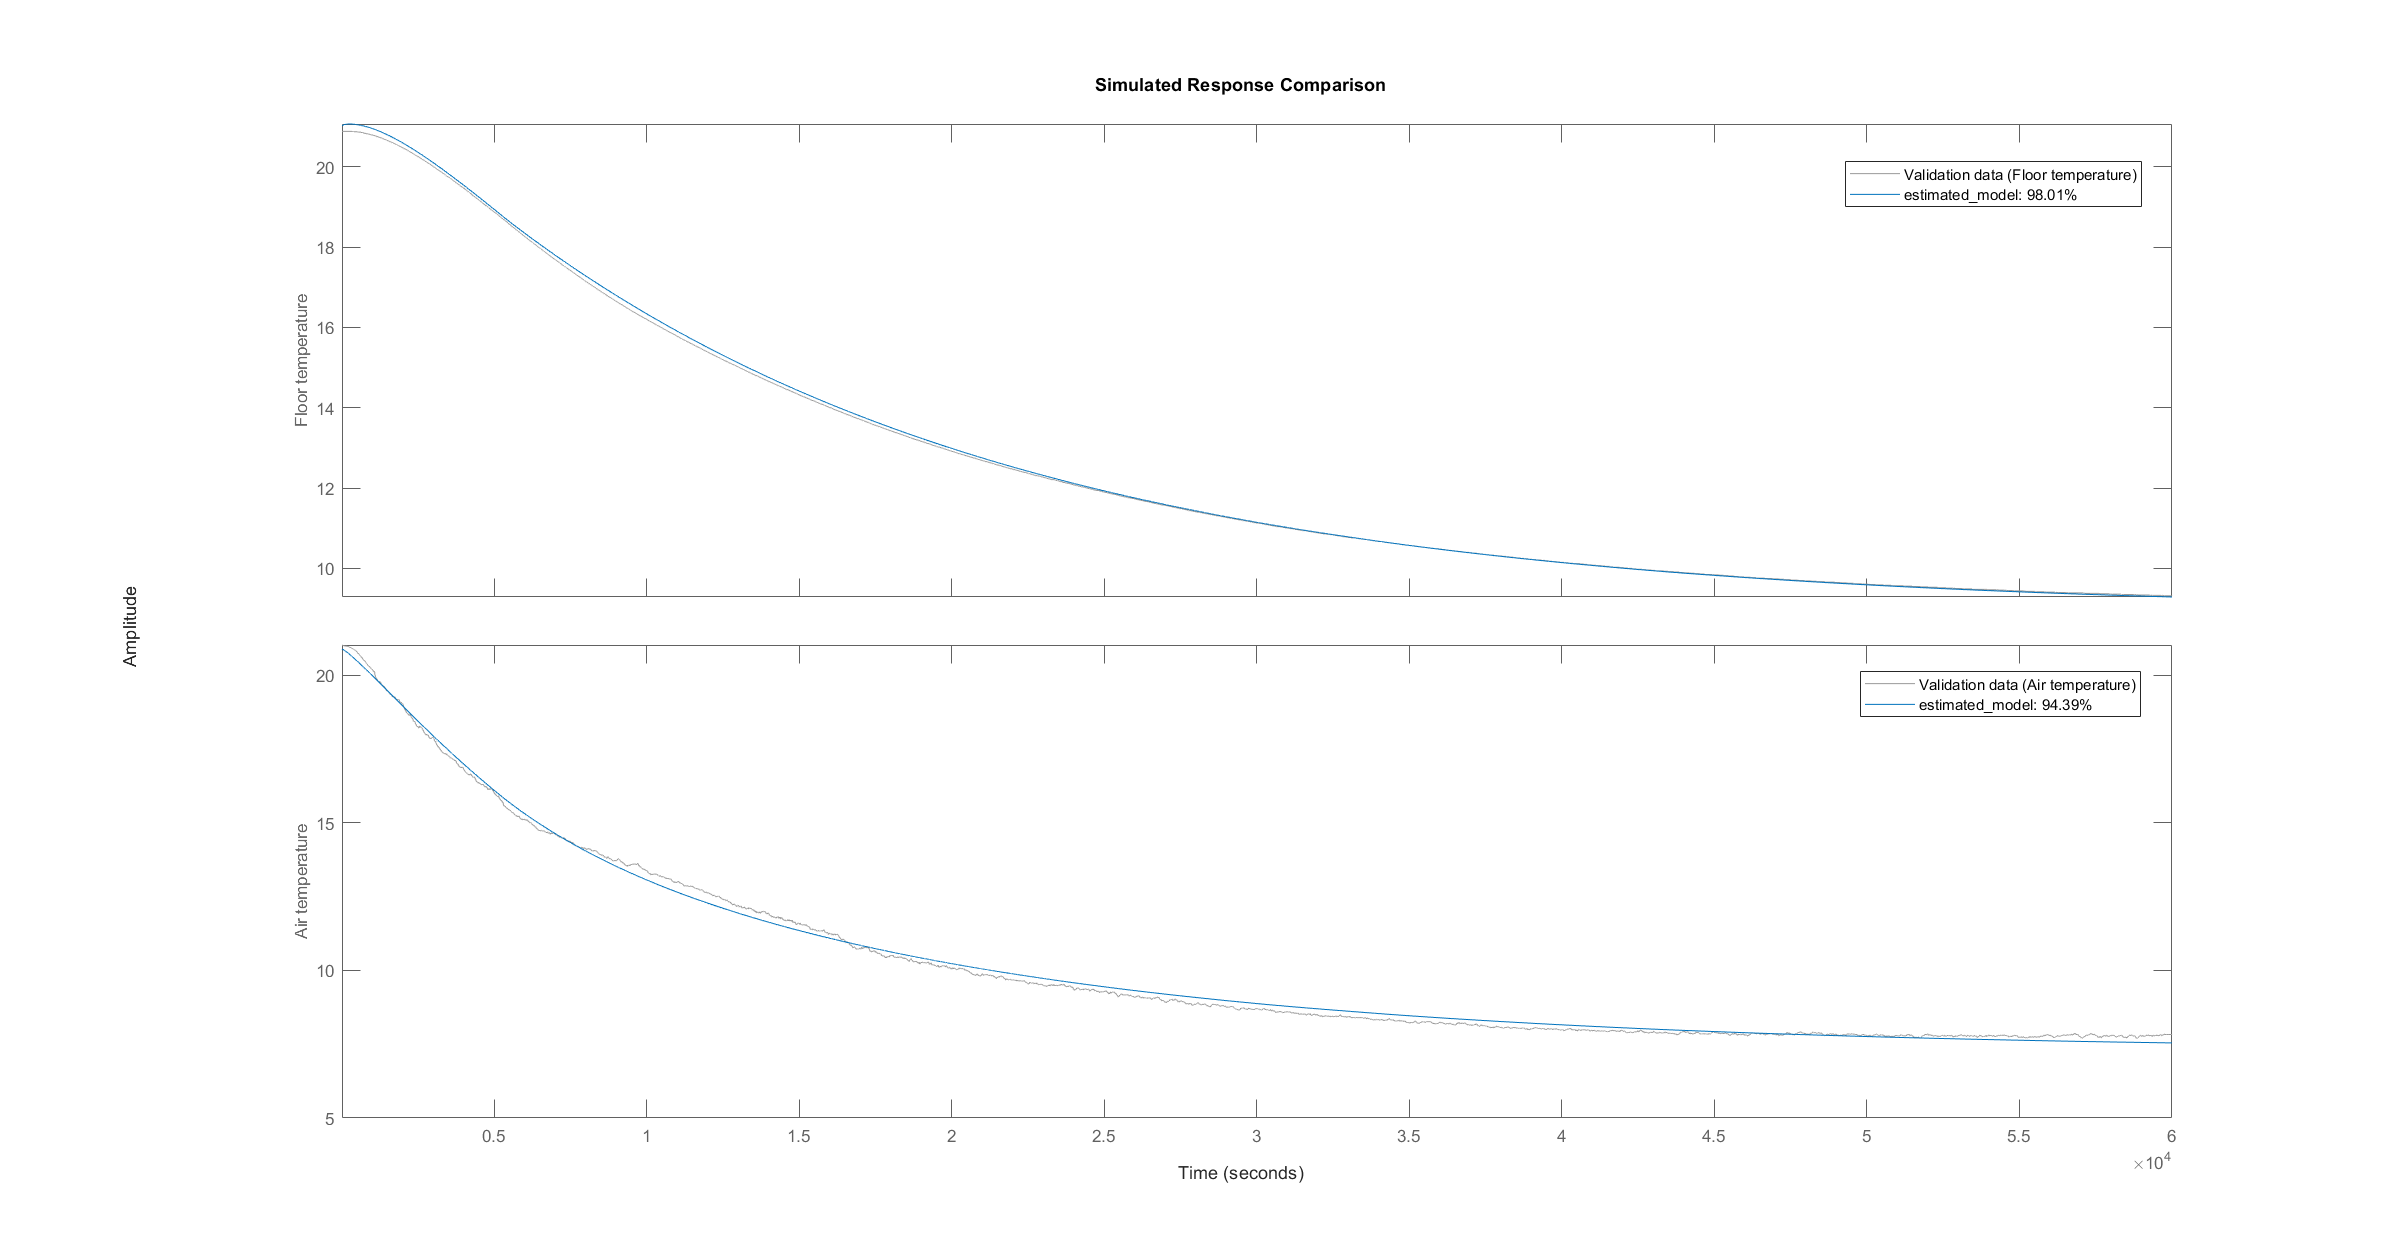 Simulated Response Comparison
20
18
16
14
12
10
Floor temperature
Validation data (Floor temperature)
estimated_model: 98.01%
Amplitude
20
15
10
5
Air temperature
Validation data (Air temperature)
estimated_model: 94.39%
0.5 1 1.5 2 2.5 3 3.5 4 4.5 5 5.5 6
×10⁴
Time (seconds)